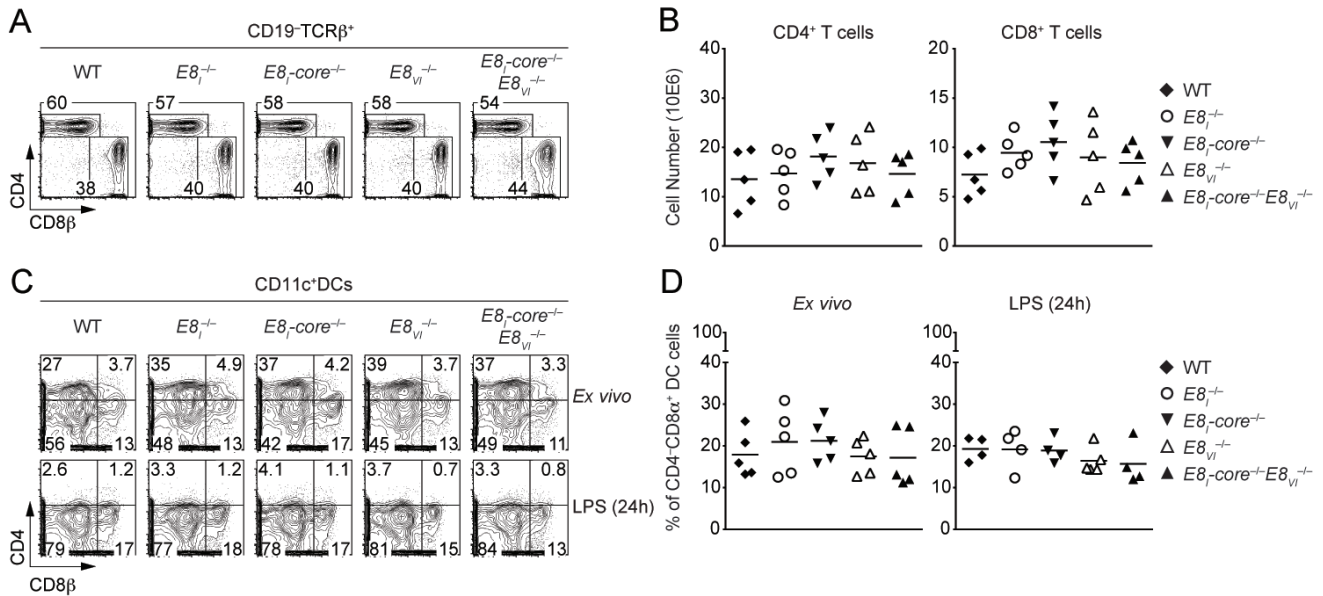 A
CD19⁻TCRβ⁺
WT
E8I⁻/⁻
E8I-core⁻/⁻
E8VI⁻/⁻
E8I-core⁻/⁻
E8VI⁻/⁻
60
57
58
58
54
38
40
40
40
44
CD4
CD8β
B
CD4⁺ T cells
CD8⁺ T cells
Cell Number (10E6)
40
30
20
10
0
20
15
10
5
0
WT
E8I⁻/⁻
E8I-core⁻/⁻
E8VI⁻/⁻
E8I-core⁻/⁻E8VI⁻/⁻
C
CD11c⁺DCs
WT
E8I⁻/⁻
E8I-core⁻/⁻
E8VI⁻/⁻
E8I-core⁻/⁻
E8VI⁻/⁻
27 3.7 35 4.9 37 4.2 39 3.7 37 3.3
Ex vivo
56 13 48 13 42 17 45 13 49 11
2.6 1.2 3.3 1.2 4.1 1.1 3.7 0.7 3.3 0.8
LPS (24h)
79 17 77 18 78 17 81 15 84 13
CD4
CD8β
D
Ex vivo
LPS (24h)
% of CD4⁻CD8α⁺ DC cells
100
40
30
20
10
0
100
40
30
20
10
0
WT
E8I⁻/⁻
E8I-core⁻/⁻
E8VI⁻/⁻
E8I-core⁻/⁻E8VI⁻/⁻